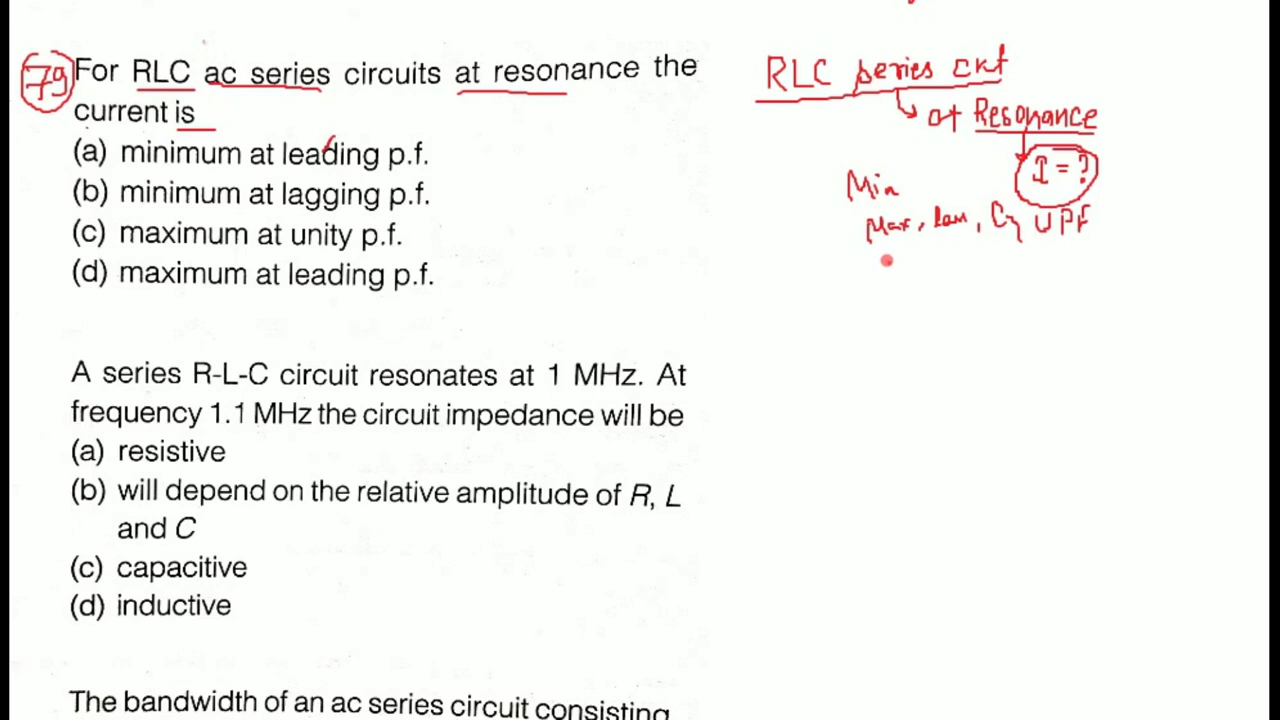 79 For RLC ac series circuits at resonance the
current is
(a) minimum at leading p.f.
(b) minimum at lagging p.f.
(c) maximum at unity p.f.
(d) maximum at leading p.f.
A series R-L-C circuit resonates at 1 MHz. At
frequency 1.1 MHz the circuit impedance will be
(a) resistive
(b) will depend on the relative amplitude of R, L
and C
(c) capacitive
(d) inductive
The bandwidth of an ac series circuit consisting
RLC series ckt
at Resonance
I = ?
Min
UPF